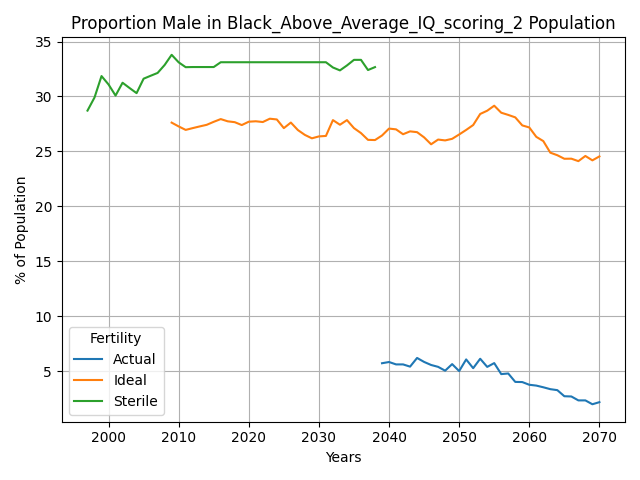 Proportion Male in Black_Above_Average_IQ_scoring_2 Population
% of Population
35
30
25
20
15
10
5
Fertility
Actual
Ideal
Sterile
2000 2010 2020 2030 2040 2050 2060 2070
Years